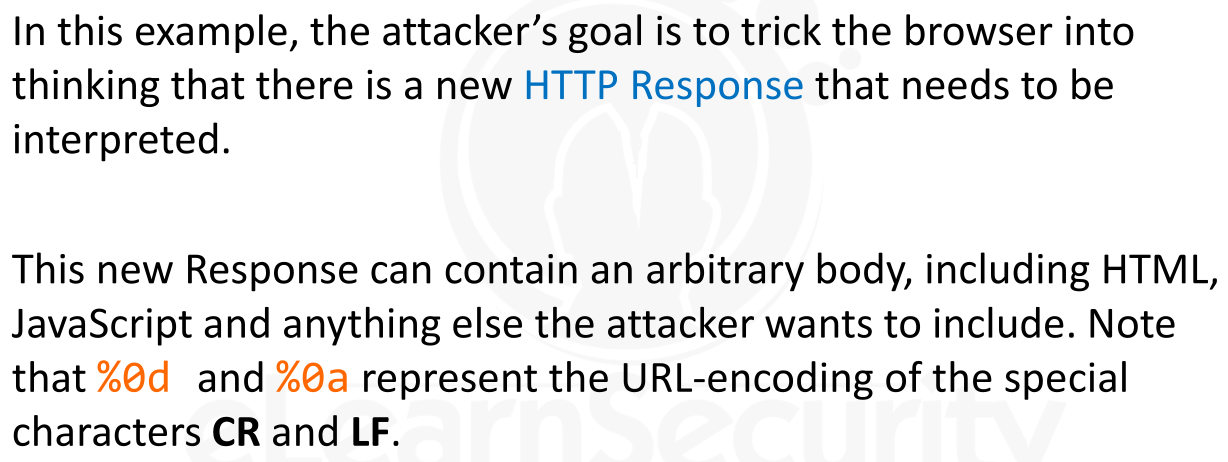 In this example, the attacker’s goal is to trick the browser into
thinking that there is a new HTTP Response that needs to be
interpreted.
This new Response can contain an arbitrary body, including HTML,
JavaScript and anything else the attacker wants to include. Note
that %0d and %0a represent the URL-encoding of the special
characters CR and LF.
eLearnSecurity